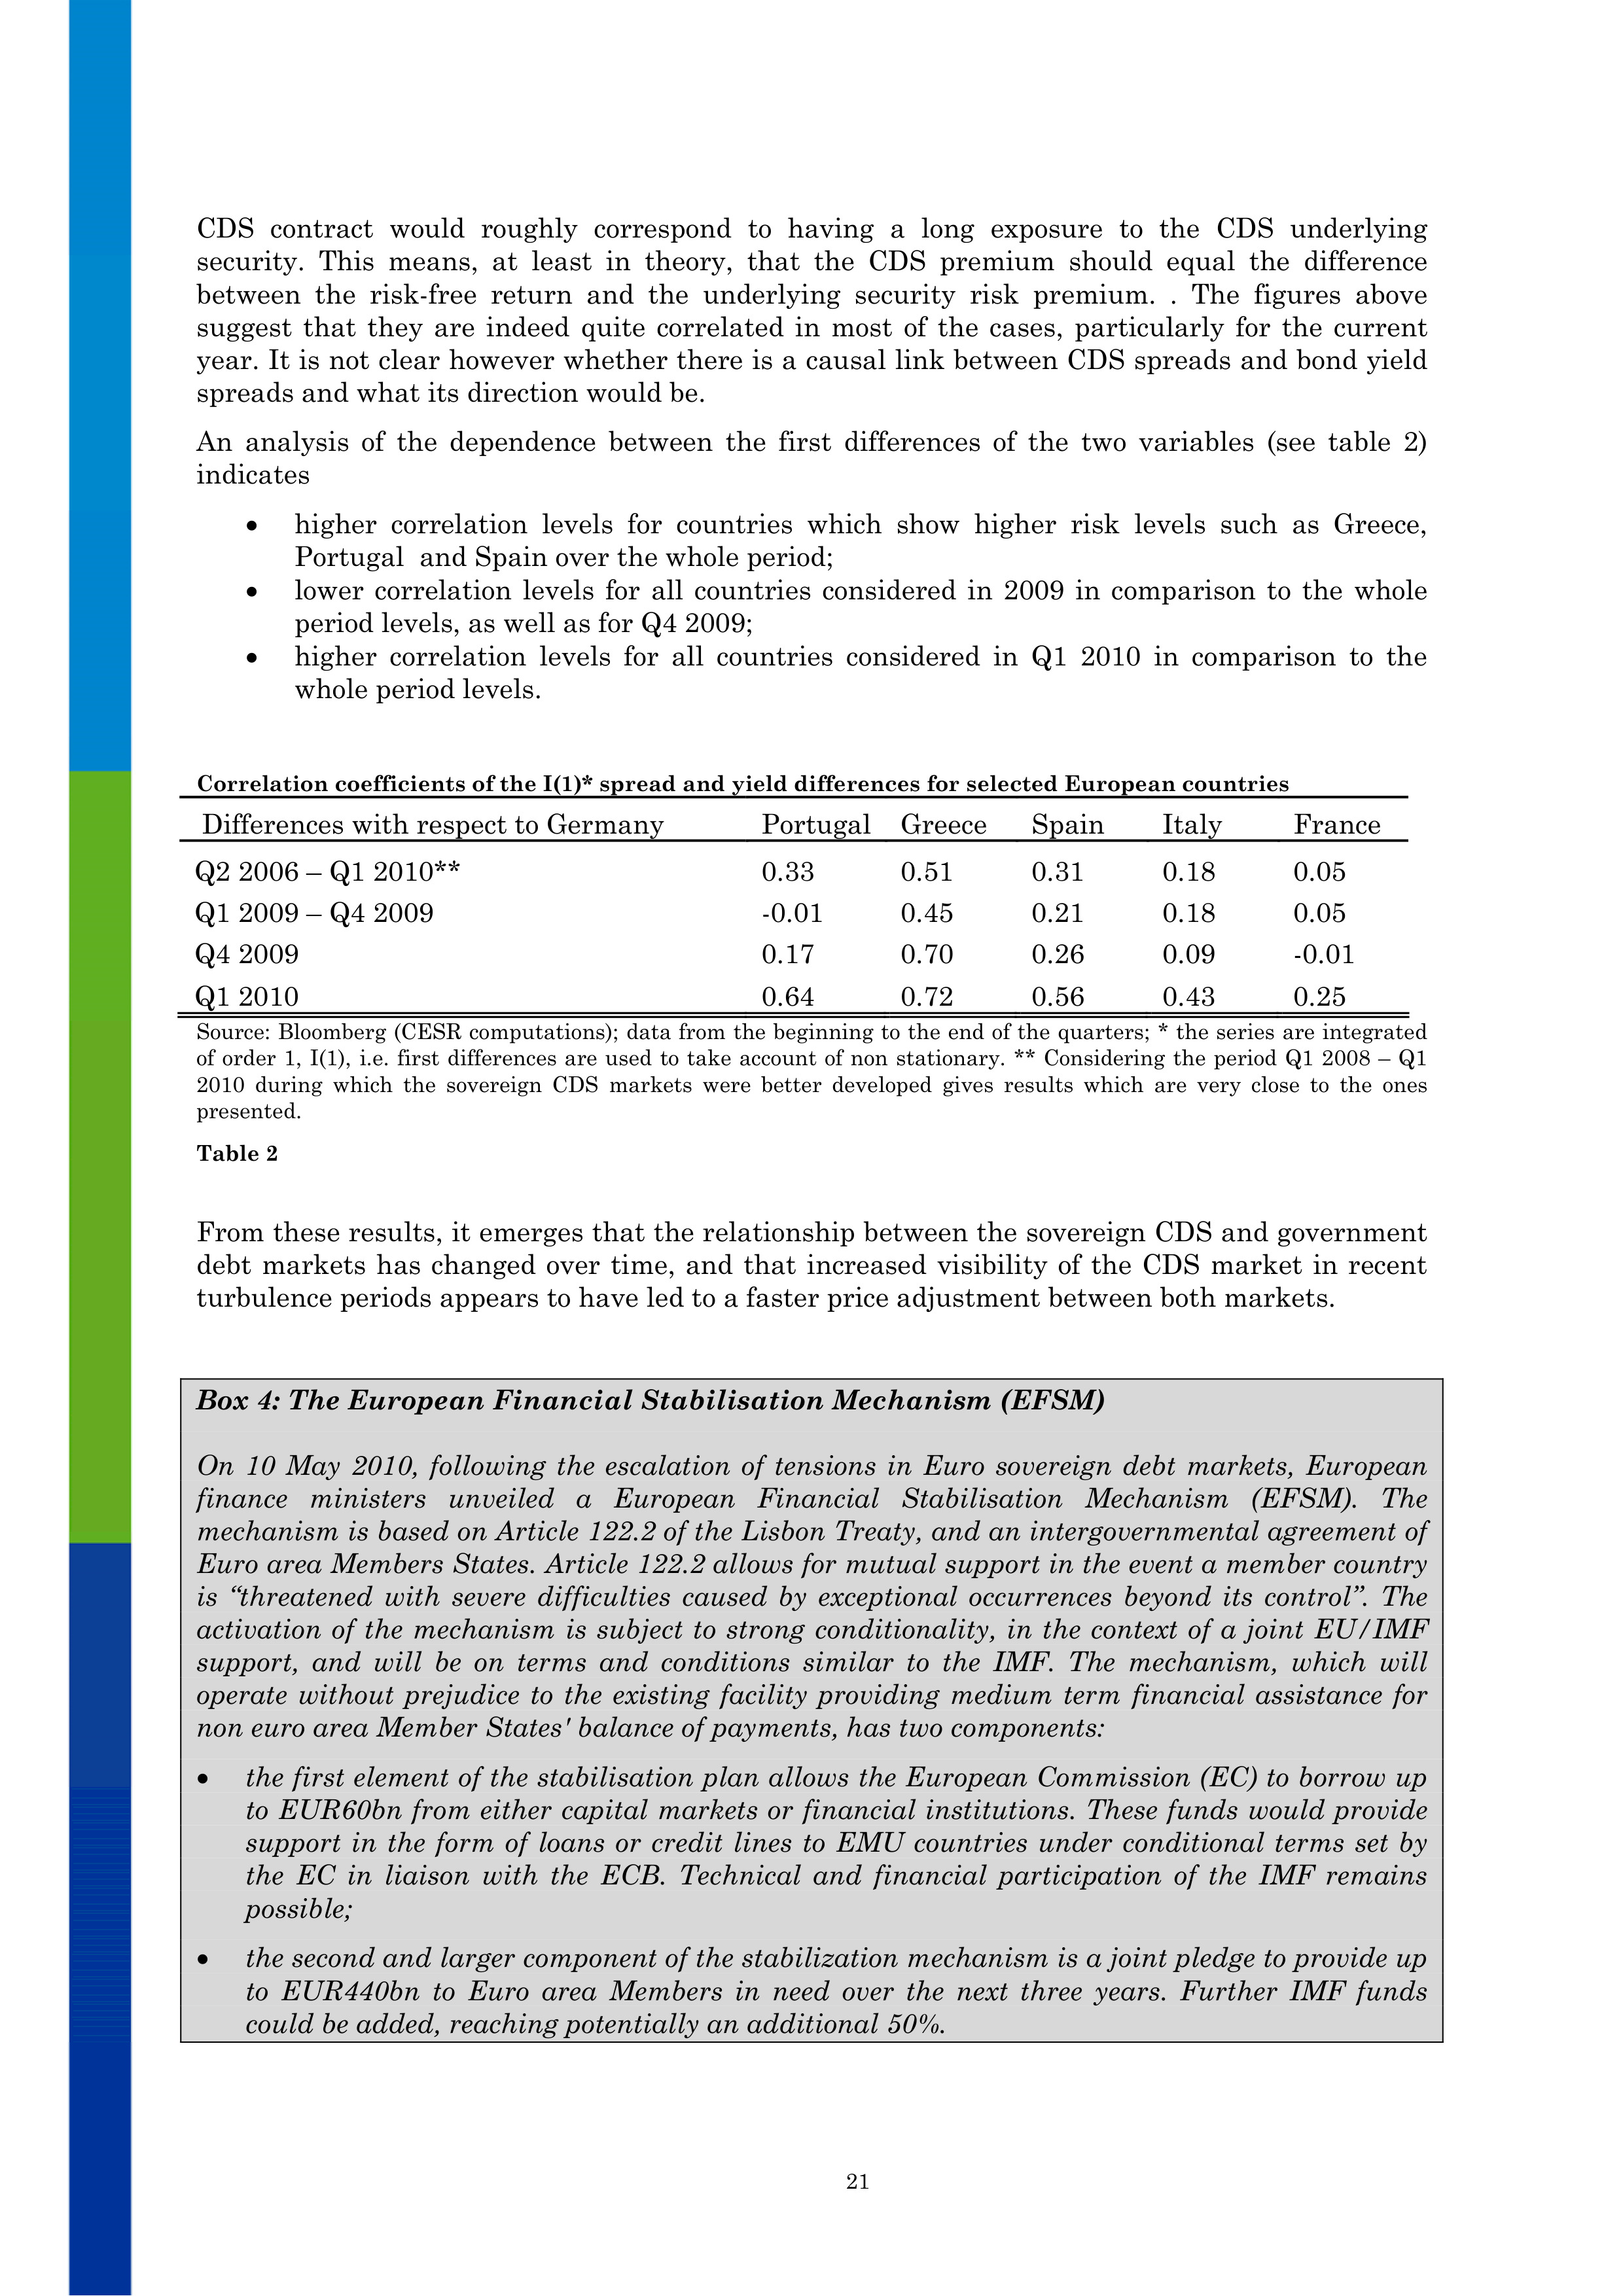 CDS contract would roughly correspond to having a long exposure to the CDS underlying
security. This means, at least in theory, that the CDS premium should equal the difference
between the risk-free return and the underlying security risk premium. . The figures above
suggest that they are indeed quite correlated in most of the cases, particularly for the current
year. It is not clear however whether there is a causal link between CDS spreads and bond yield
spreads and what its direction would be.
An analysis of the dependence between the first differences of the two variables (see table 2)
indicates
• higher correlation levels for countries which show higher risk levels such as Greece,
Portugal and Spain over the whole period;
• lower correlation levels for all countries considered in 2009 in comparison to the whole
period levels, as well as for Q4 2009;
• higher correlation levels for all countries considered in Q1 2010 in comparison to the
whole period levels.
Correlation coefficients of the I(1)* spread and yield differences for selected European countries
Differences with respect to Germany Portugal Greece Spain Italy France
Q2 2006 – Q1 2010** 0.33 0.51 0.31 0.18 0.05
Q1 2009 – Q4 2009 -0.01 0.45 0.21 0.18 0.05
Q4 2009 0.17 0.70 0.26 0.09 -0.01
Q1 2010 0.64 0.72 0.56 0.43 0.25
Source: Bloomberg (CESR computations); data from the beginning to the end of the quarters; * the series are integrated
of order 1, I(1), i.e. first differences are used to take account of non stationary. ** Considering the period Q1 2008 – Q1
2010 during which the sovereign CDS markets were better developed gives results which are very close to the ones
presented.
Table 2
From these results, it emerges that the relationship between the sovereign CDS and government
debt markets has changed over time, and that increased visibility of the CDS market in recent
turbulence periods appears to have led to a faster price adjustment between both markets.
Box 4: The European Financial Stabilisation Mechanism (EFSM)
On 10 May 2010, following the escalation of tensions in Euro sovereign debt markets, European
finance ministers unveiled a European Financial Stabilisation Mechanism (EFSM). The
mechanism is based on Article 122.2 of the Lisbon Treaty, and an intergovernmental agreement of
Euro area Members States. Article 122.2 allows for mutual support in the event a member country
is “threatened with severe difficulties caused by exceptional occurrences beyond its control”. The
activation of the mechanism is subject to strong conditionality, in the context of a joint EU/IMF
support, and will be on terms and conditions similar to the IMF. The mechanism, which will
operate without prejudice to the existing facility providing medium term financial assistance for
non euro area Member States' balance of payments, has two components:
• the first element of the stabilisation plan allows the European Commission (EC) to borrow up
to EUR60bn from either capital markets or financial institutions. These funds would provide
support in the form of loans or credit lines to EMU countries under conditional terms set by
the EC in liaison with the ECB. Technical and financial participation of the IMF remains
possible;
• the second and larger component of the stabilization mechanism is a joint pledge to provide up
to EUR440bn to Euro area Members in need over the next three years. Further IMF funds
could be added, reaching potentially an additional 50%.
21